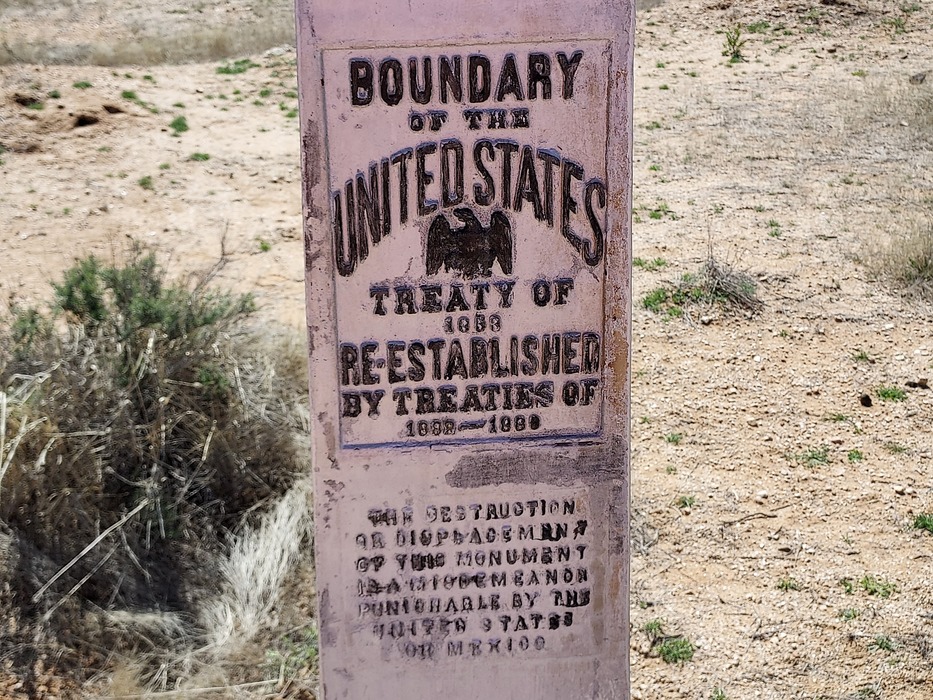 BOUNDARY
OF THE
UNITED STATES
TREATY OF
1853
RE-ESTABLISHED
BY TREATIES OF
THE DESTRUCTION
OR DISPLACEMENT
OF THIS MONUMENT
IS A MISDEMEANOR
PUNISHABLE BY THE
UNITED STATES
OR MEXICO